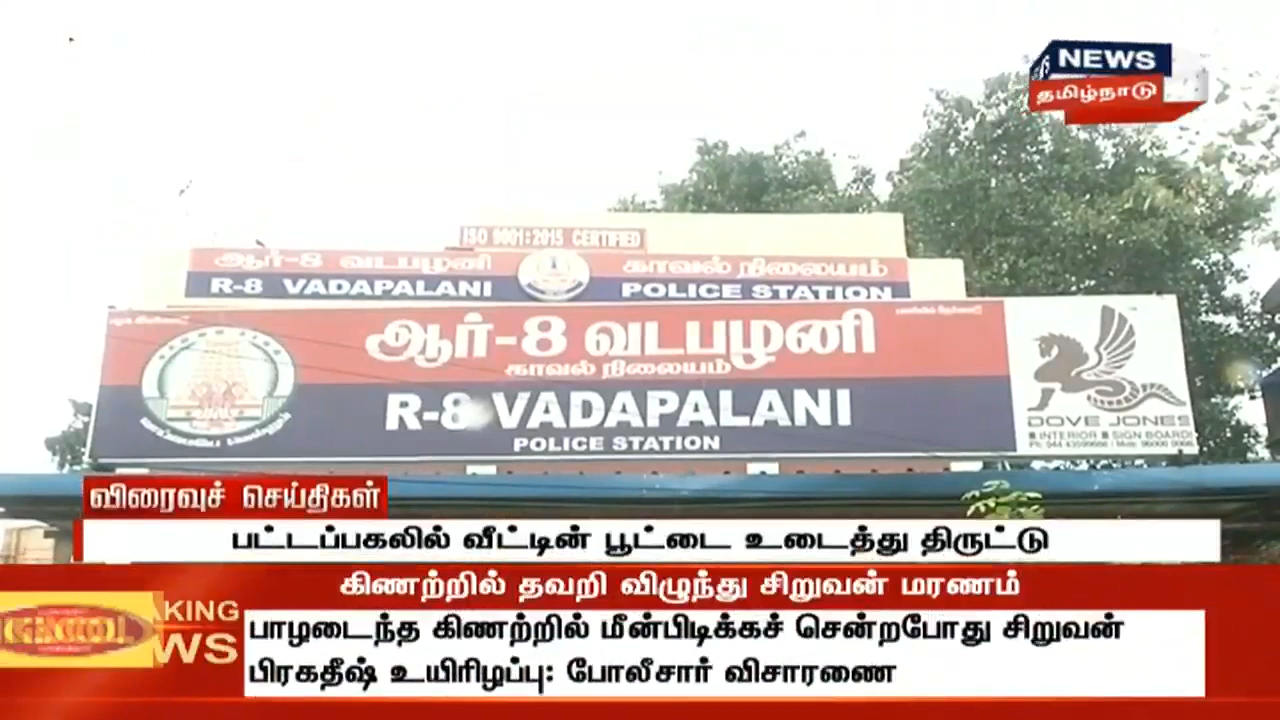 NEWS
தமிழ்நாடு
ISO 9001:2015 CERTIFIED
ஆர்-8 வடபழனி காவல் நிலையம்
R-8 VADAPALANI POLICE STATION
ஆர்-8 வடபழனி
காவல் நிலையம்
R-8 VADAPALANI
POLICE STATION
DOVE JONES
INTERIOR SIGN BOARD
விரைவுச் செய்திகள்
பட்டப்பகலில் வீட்டின் பூட்டை உடைத்து திருட்டு
கிணற்றில் தவறி விழுந்து சிறுவன் மரணம்
KING
WS
பாழடைந்த கிணற்றில் மீன்பிடிக்கச் சென்றபோது சிறுவன்
பிரகதீஷ் உயிரிழப்பு: போலீசார் விசாரணை